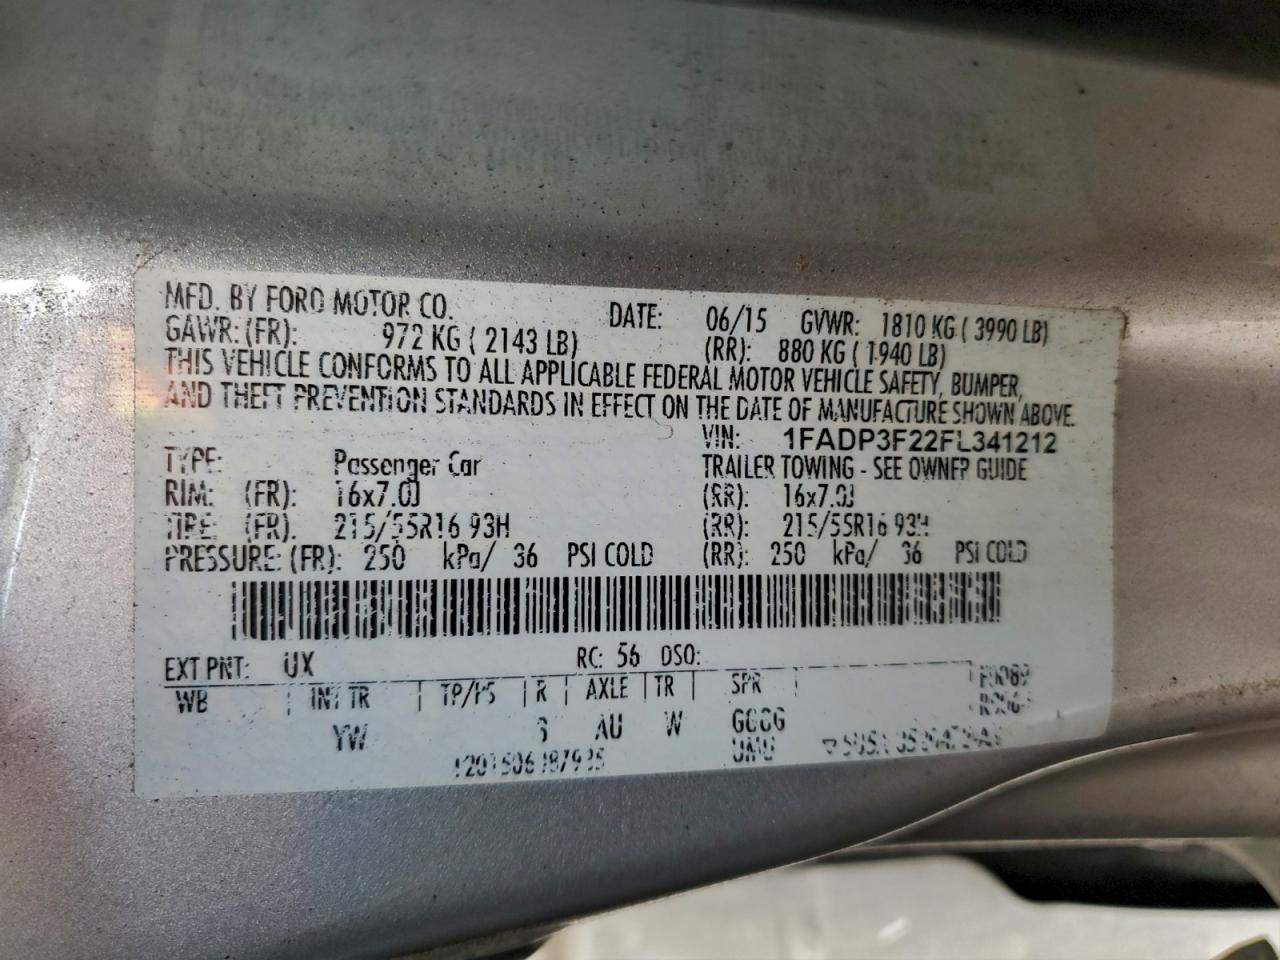 MFD. BY FORD MOTOR CO. DATE: 06/15 GVWR: 1810 KG ( 3990 LB)
GAWR: (FR): 972 KG ( 2143 LB) (RR): 880 KG ( 1940 LB)
THIS VEHICLE CONFORMS TO ALL APPLICABLE FEDERAL MOTOR VEHICLE SAFETY, BUMPER,
AND THEFT PREVENTION STANDARDS IN EFFECT ON THE DATE OF MANUFACTURE SHOWN ABOVE.
VIN: 1FADP3F22FL341212
TYPE: Passenger Car TRAILER TOWING - SEE OWNER GUIDE
RIM: (FR): 16x7.0J (RR): 16x7.0J
TIRE: (FR): 215/55R16 93H (RR): 215/55R16 93H
PRESSURE: (FR): 250 kPa/ 36 PSI COLD (RR): 250 kPa/ 36 PSI COLD
EXT PNT: UX RC: 56 DSO:
WB INT TR TP/PS R AXLE TR SPR
YW AU W